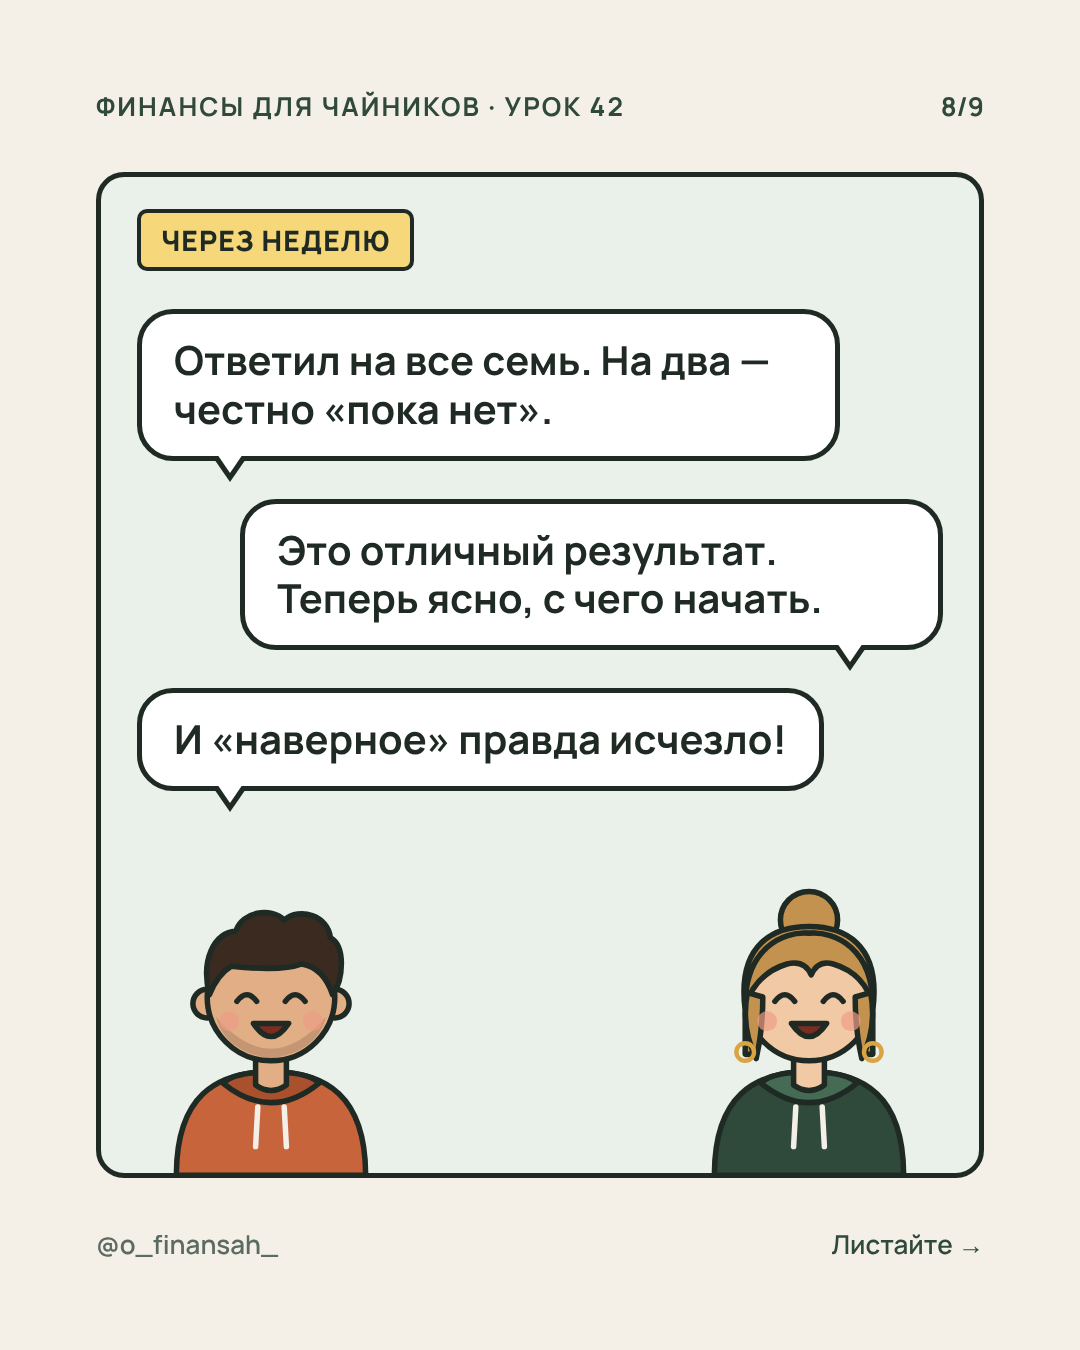 ФИНАНСЫ ДЛЯ ЧАЙНИКОВ · УРОК 42
8/9
ЧЕРЕЗ НЕДЕЛЮ
Ответил на все семь. На два —
честно «пока нет».
Это отличный результат.
Теперь ясно, с чего начать.
И «наверное» правда исчезло!
@o_finansah_
Листайте →